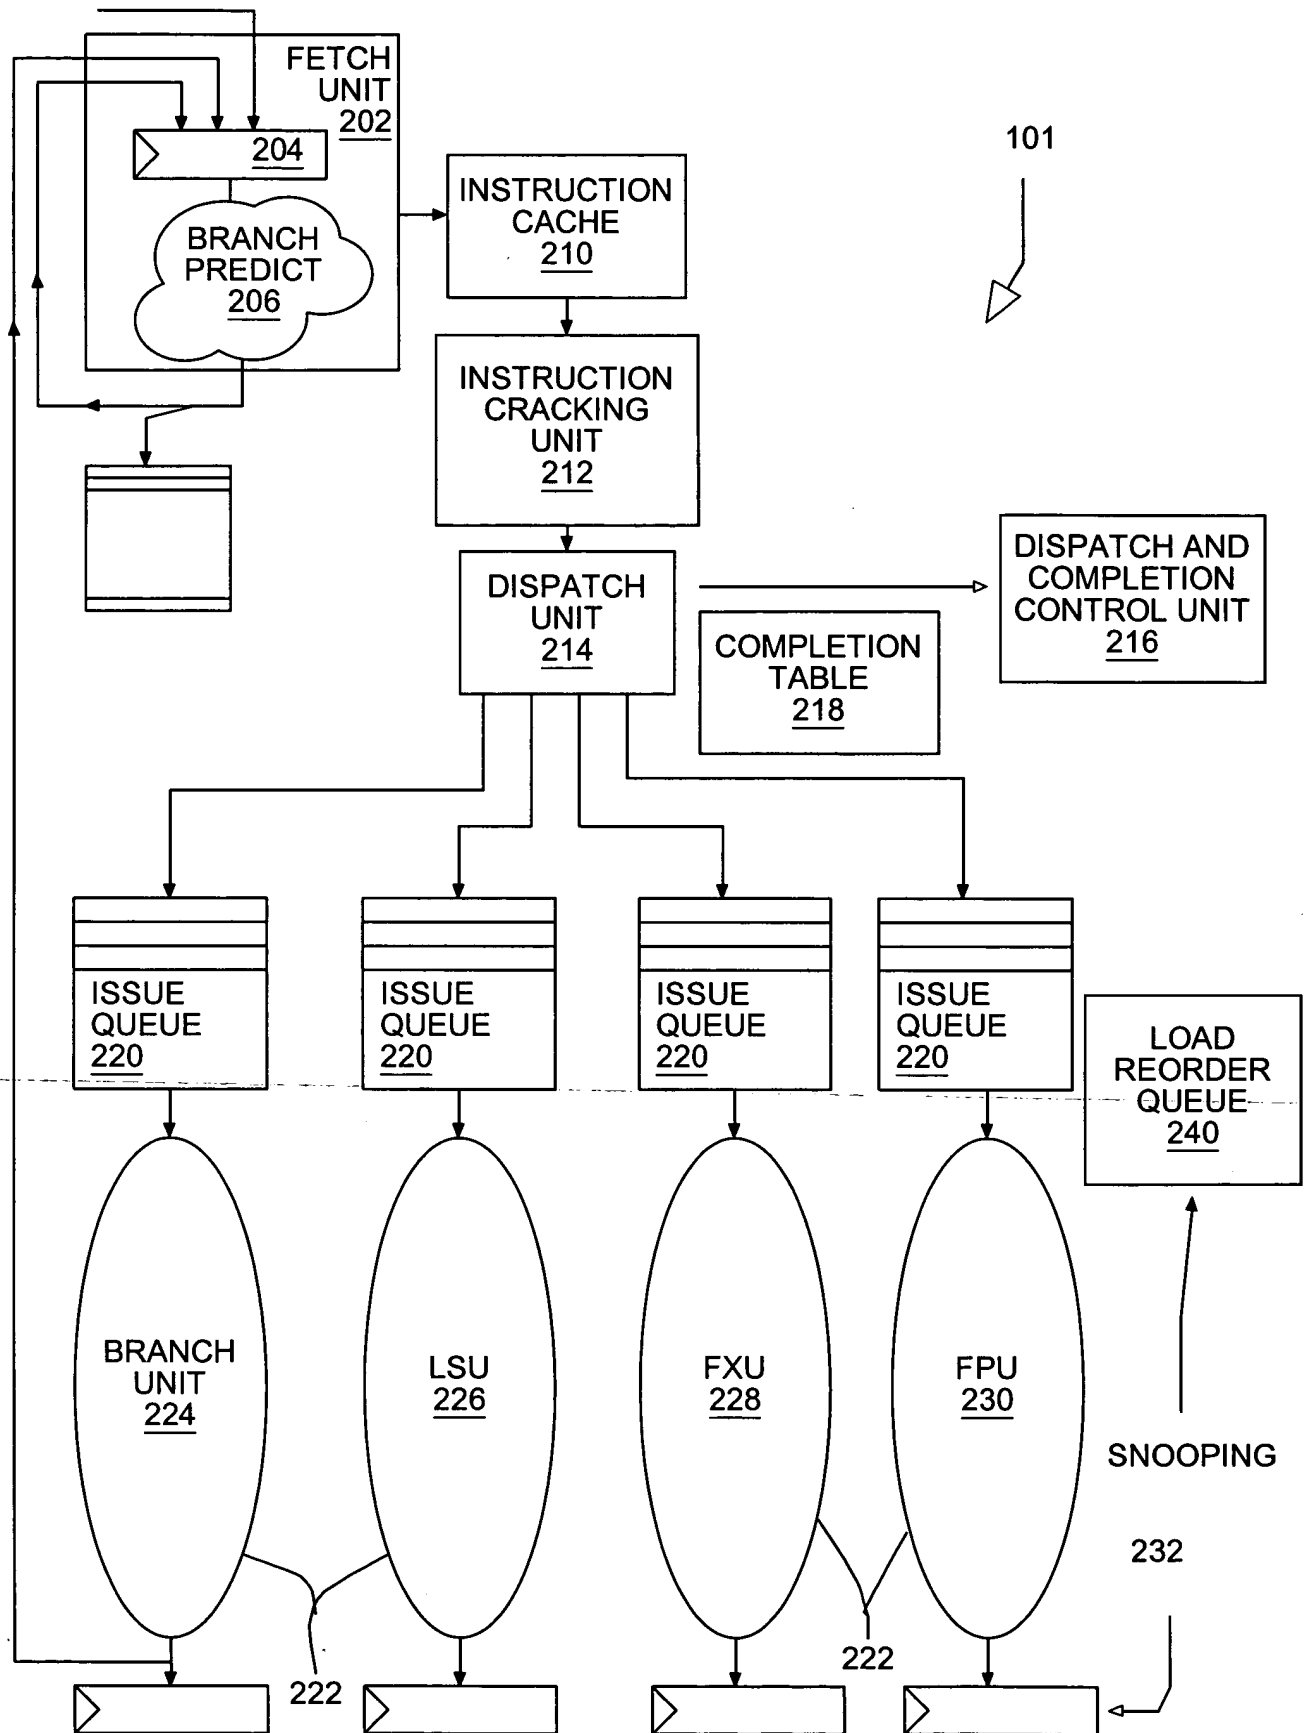 FETCH
UNIT
202
204
BRANCH
PREDICT
206
101
INSTRUCTION
CACHE
210
INSTRUCTION
CRACKING
UNIT
212
DISPATCH
UNIT
214
DISPATCH AND
COMPLETION
CONTROL UNIT
216
COMPLETION
TABLE
218
ISSUE
QUEUE
220
ISSUE
QUEUE
220
ISSUE
QUEUE
220
ISSUE
QUEUE
220
LOAD
REORDER
QUEUE
240
BRANCH
UNIT
224
LSU
226
FXU
228
FPU
230
SNOOPING
232
222
222